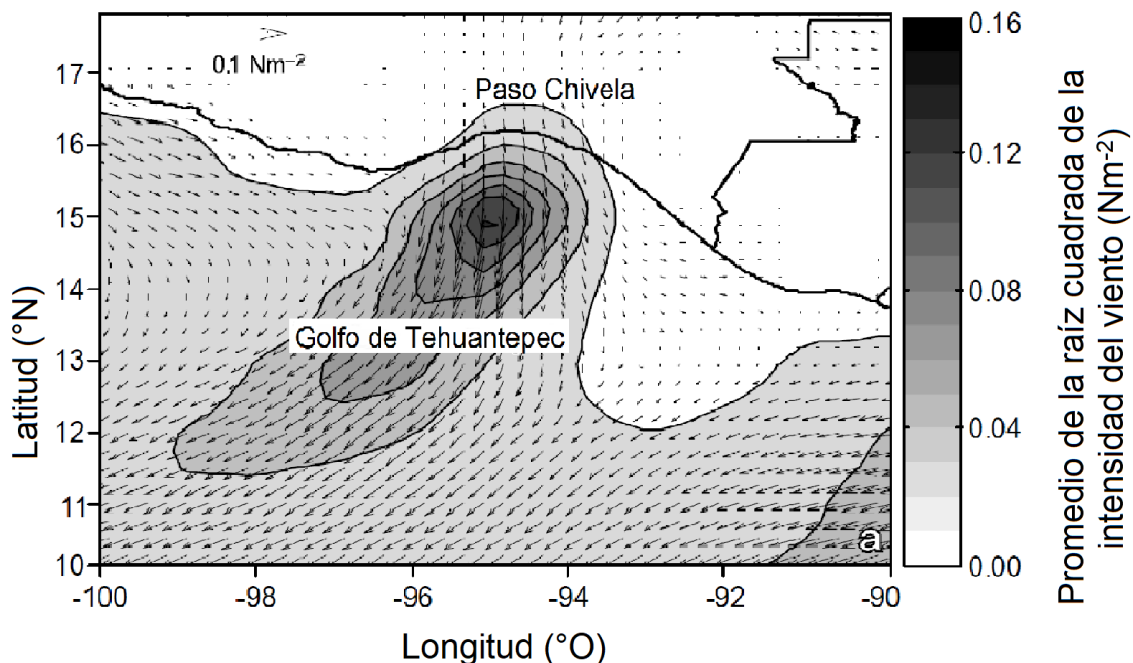 0.1 Nm-2
Paso Chivela
Golfo de Tehuantepec
a
17
16
15
14
13
12
11
10
Latitud (°N)
-100
-98
-96
-94
-92
-90
Longitud (°O)
0.16
0.12
0.08
0.04
0.00
Promedio de la raíz cuadrada de la
intensidad del viento (Nm-2)